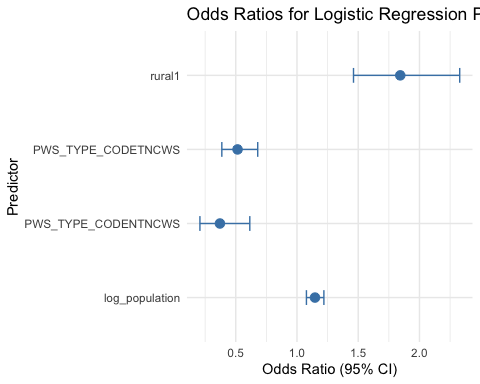 Odds Ratios for Logistic Regression P
rural1
PWS_TYPE_CODETNCWS
PWS_TYPE_CODENTNCWS
log_population
Predictor
0.5 1.0 1.5 2.0
Odds Ratio (95% CI)